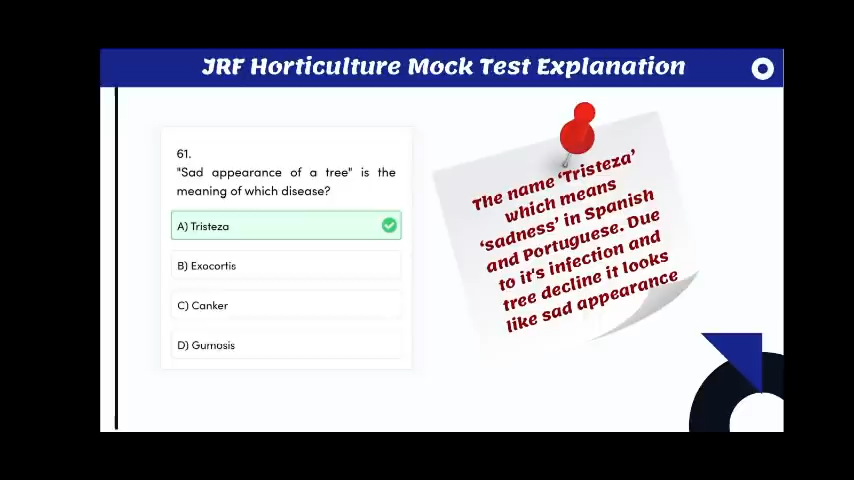 JRF Horticulture Mock Test Explanation
61.
"Sad appearance of a tree" is the
meaning of which disease?
A) Tristeza
B) Exocortis
C) Canker
D) Gumosis
The name ‘Tristeza’
which means
‘sadness’ in Spanish
and Portuguese. Due
to it's infection and
tree decline it looks
like sad appearance